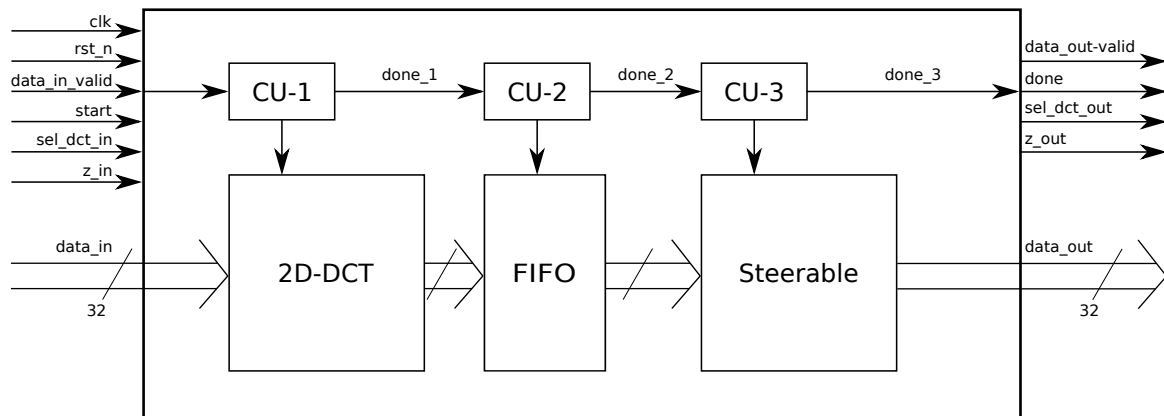 clk
rst_n
data_in_valid
start
sel_dct_in
z_in
data_in
32
CU-1
done_1
CU-2
done_2
CU-3
done_3
2D-DCT
FIFO
Steerable
data_out-valid
done
sel_dct_out
z_out
data_out
32